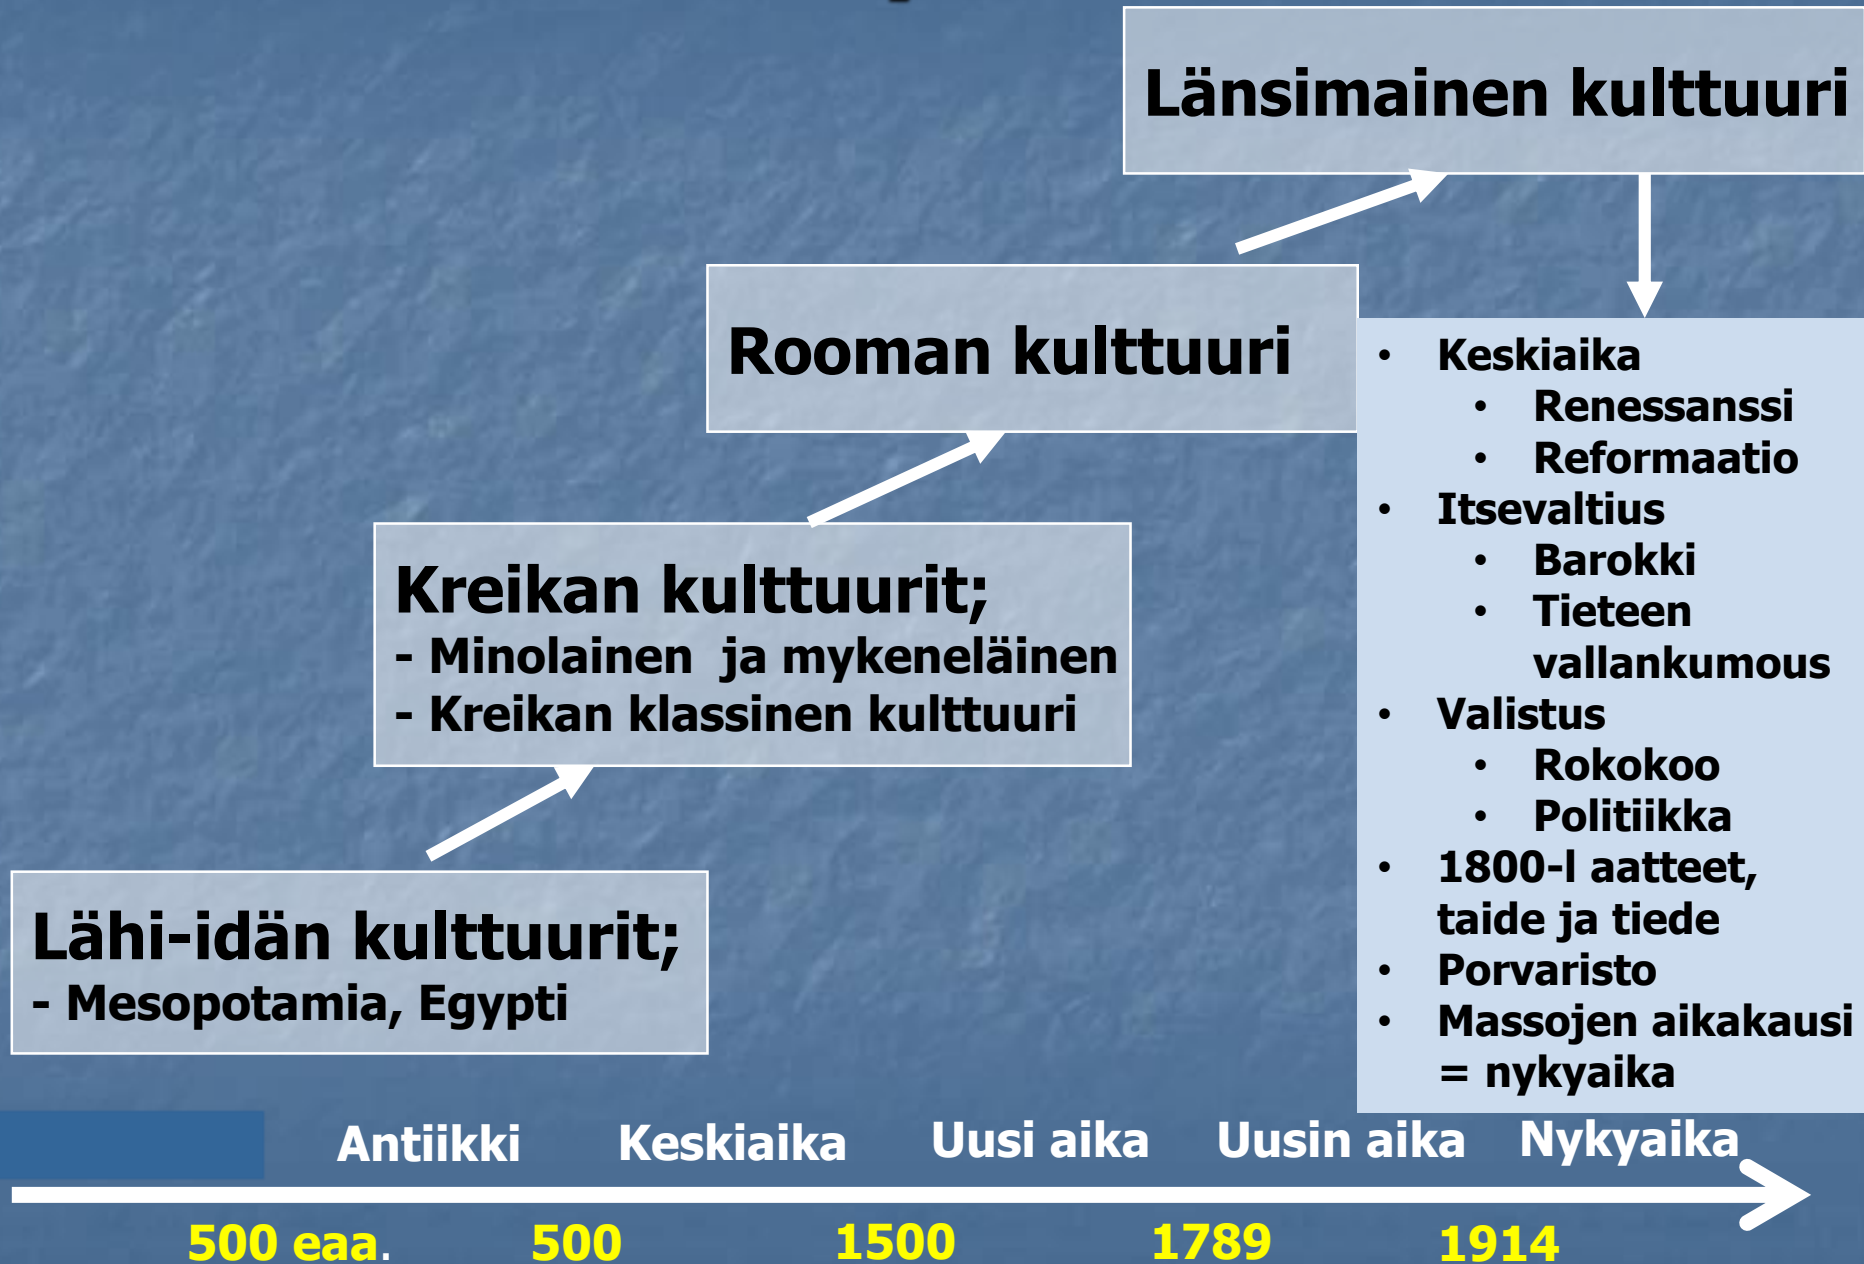 Länsimainen kulttuuri
Rooman kulttuuri
Kreikan kulttuurit;
- Minolainen ja mykeneläinen
- Kreikan klassinen kulttuuri
Lähi-idän kulttuurit;
- Mesopotamia, Egypti
• Keskiaika
• Renessanssi
• Reformaatio
• Itsevaltius
• Barokki
• Tieteen
vallankumous
• Valistus
• Rokokoo
• Politiikka
• 1800-l aatteet,
taide ja tiede
• Porvaristo
• Massojen aikakausi
= nykyaika
Antiikki Keskiaika Uusi aika Uusin aika Nykyaika
500 eaa. 500 1500 1789 1914